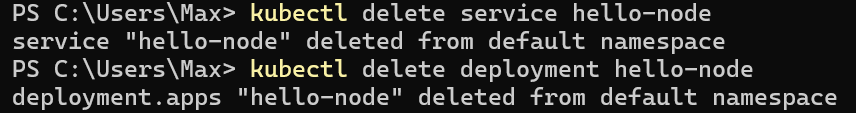 PS C:\Users\Max> kubectl delete service hello-node
service "hello-node" deleted from default namespace
PS C:\Users\Max> kubectl delete deployment hello-node
deployment.apps "hello-node" deleted from default namespace